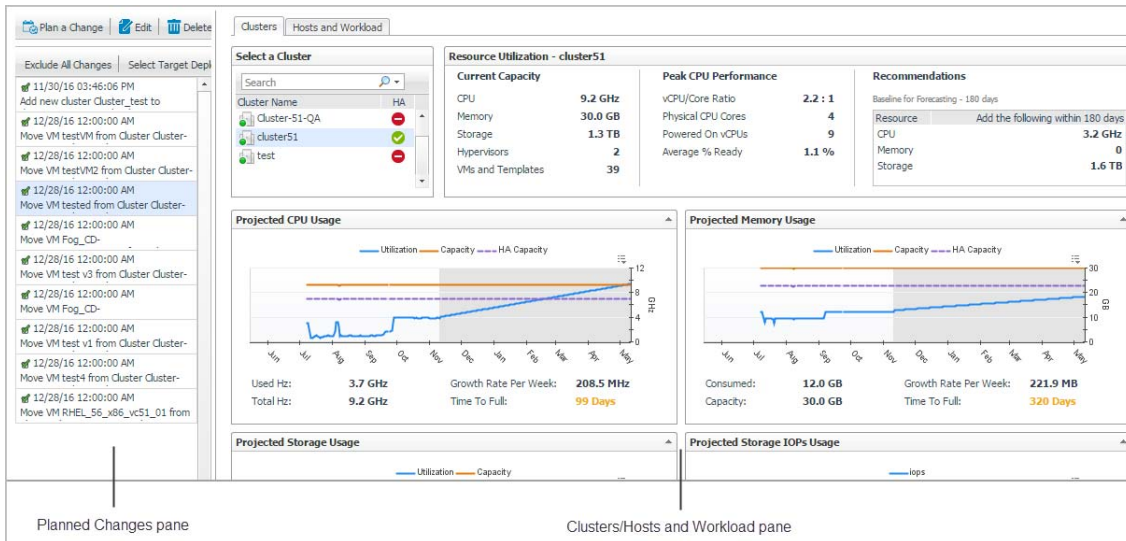 Plan a Change Edit Delete
Exclude All Changes Select Target Depl
11/30/16 03:46:06 PM
Add new cluster Cluster_test to
12/28/16 12:00:00 AM
Move VM testVM from Cluster Cluster-
12/28/16 12:00:00 AM
Move VM testVM2 from Cluster Cluster-
12/28/16 12:00:00 AM
Move VM tested from Cluster Cluster-
12/28/16 12:00:00 AM
Move VM Fog_CD-
12/28/16 12:00:00 AM
Move VM test v3 from Cluster Cluster-
12/28/16 12:00:00 AM
Move VM Fog_CD-
12/28/16 12:00:00 AM
Move VM test v1 from Cluster Cluster-
12/28/16 12:00:00 AM
Move VM test4 from Cluster Cluster-
12/28/16 12:00:00 AM
Move VM RHEL_56_x86_vc51_01 from
Clusters Hosts and Workload
Select a Cluster
Search
Cluster Name HA
Cluster-51-QA
cluster51
test
Resource Utilization - cluster51
Current Capacity
CPU 9.2 GHz
Memory 30.0 GB
Storage 1.3 TB
Hypervisors 2
VMs and Templates 39
Peak CPU Performance
vCPU/Core Ratio 2.2 : 1
Physical CPU Cores 4
Powered On vCPUs 9
Average % Ready 1.1 %
Recommendations
Baseline for Forecasting - 180 days
Resource Add the following within 180 days
CPU 3.2 GHz
Memory 0
Storage 1.6 TB
Projected CPU Usage
Utilization Capacity HA Capacity
12
8
4
0
GHz
Jun Jul Aug Sep Oct Nov Dec Jan Feb Mar Apr May
Used Hz: 3.7 GHz Growth Rate Per Week: 208.5 MHz
Total Hz: 9.2 GHz Time To Full: 99 Days
Projected Memory Usage
Utilization Capacity HA Capacity
30
20
10
0
GB
Jun Jul Aug Sep Oct Nov Dec Jan Feb Mar Apr May
Consumed: 12.0 GB Growth Rate Per Week: 221.9 MB
Capacity: 30.0 GB Time To Full: 320 Days
Projected Storage Usage
Utilization Capacity
Projected Storage IOPs Usage
iops
Planned Changes pane
Clusters/Hosts and Workload pane